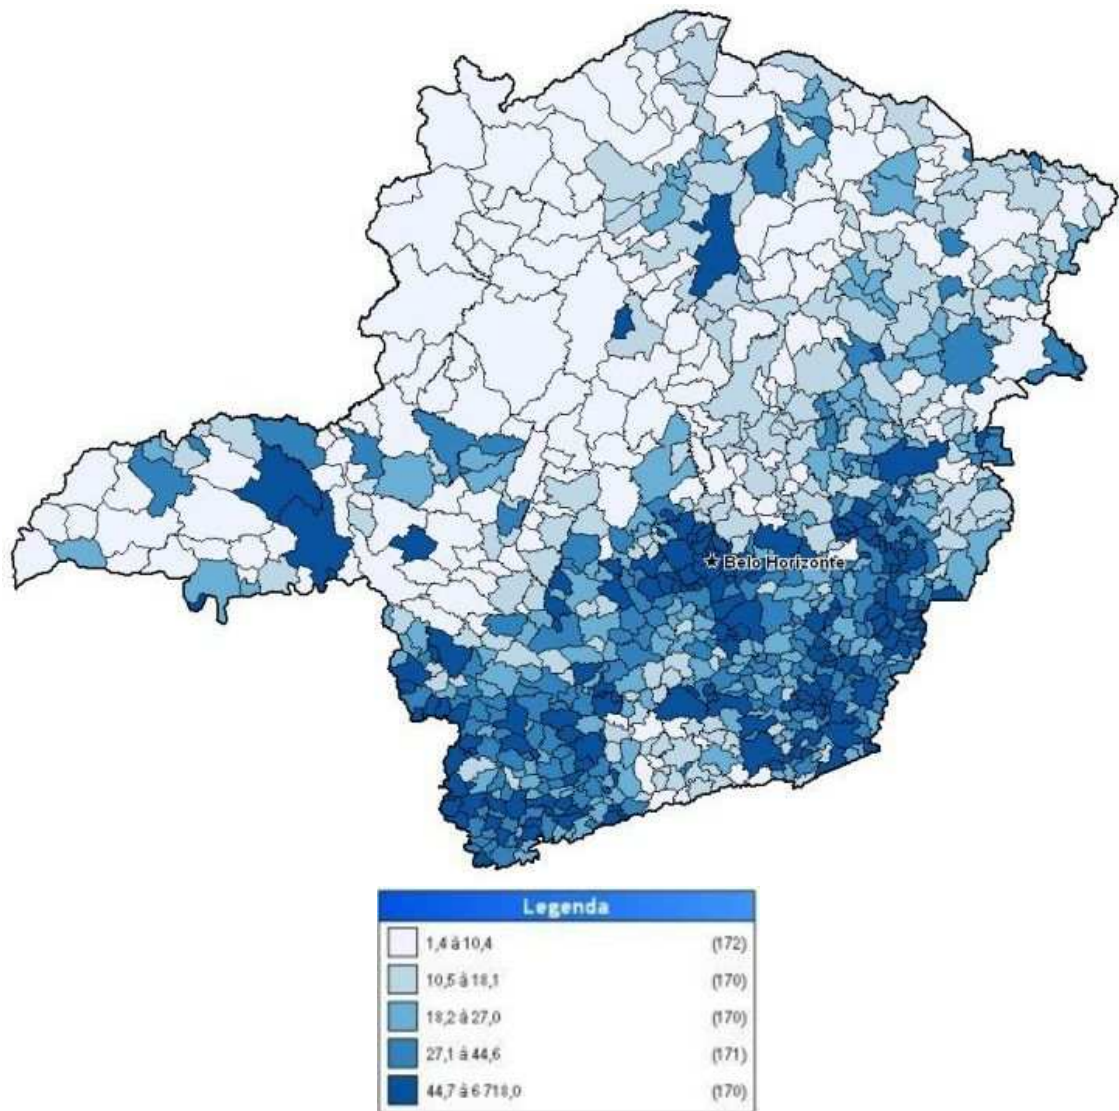 ★ Belo Horizonte
Legenda
1,4 à 10,4 (172)
10,5 à 18,1 (170)
18,2 à 27,0 (170)
27,1 à 44,6 (171)
44,7 à 6 718,0 (170)